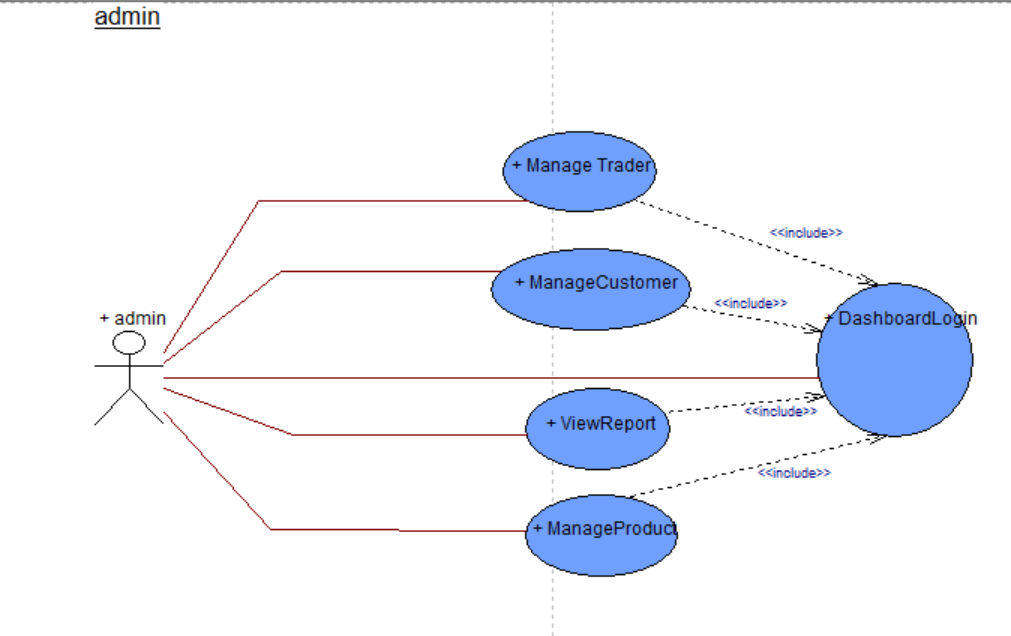 admin
+ Manage Trader
<<include>>
+ ManageCustomer
<<include>>
+ admin
+ DashboardLogin
<<include>>
+ ViewReport
<<include>>
+ ManageProduct